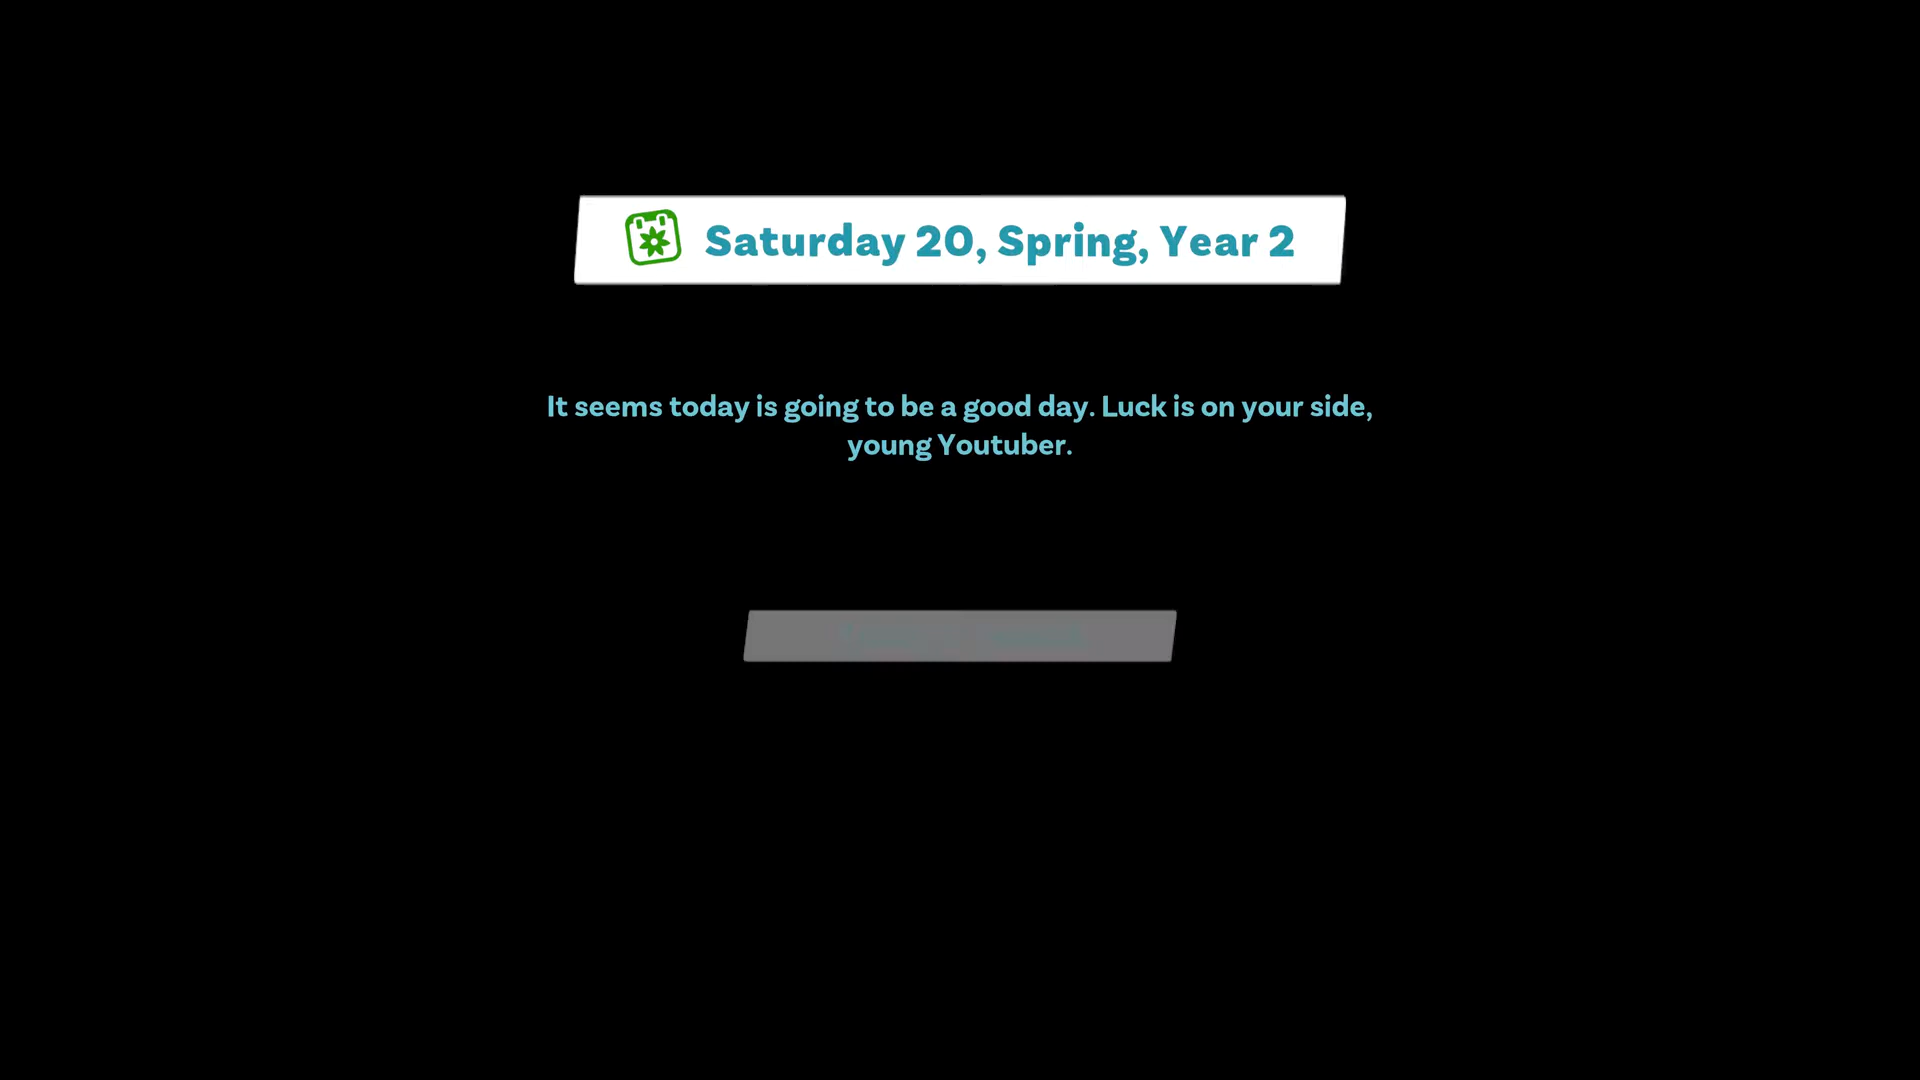 Saturday 20, Spring, Year 2
It seems today is going to be a good day. Luck is on your side,
young Youtuber.